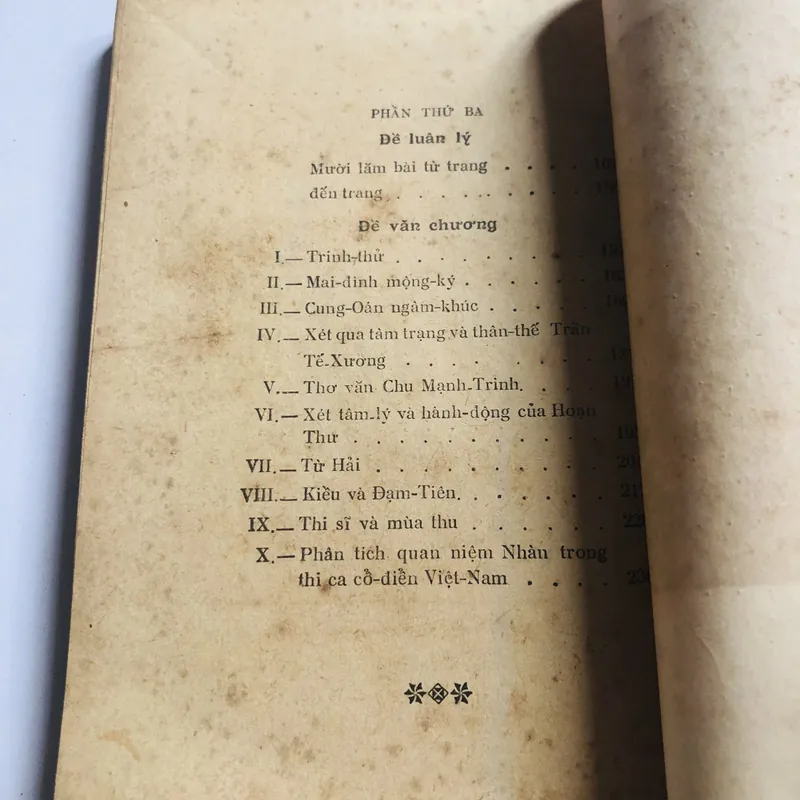 PHẦN THỨ BA
Đề luân lý
Mười lăm bài từ trang . . . .
đến trang . . . . . . . . .
Đề văn chương
I.— Trinh-thử . . . . . . . . .
II.— Mai-đình mộng-ký . . . . . .
III.— Cung-Oán ngâm-khúc . . . . .
IV.— Xét qua tâm trạng và thân-thế Trần
Tế-Xương . . . . . . . .
V.— Thơ văn Chu Mạnh-Trinh. . . . .
VI.— Xét tâm-lý và hành-động của Hoạn
Thư . . . . . . . . . . .
VII.— Từ Hải . . . . . . . . . .
VIII.— Kiều và Đạm-Tiên. . . . . . .
IX.— Thi sĩ và mùa thu . . . . . .
X.— Phân tích quan niệm Nhàn trong
thi ca cổ-điển Việt-Nam . . . .